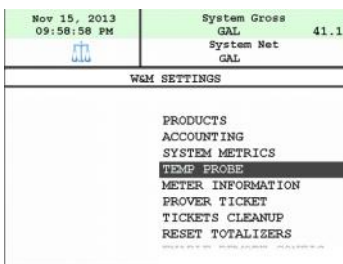 Nov 15, 2013
09:58:58 PM
System Gross
GAL 41.1
System Net
GAL
W&M SETTINGS
PRODUCTS
ACCOUNTING
SYSTEM METRICS
TEMP PROBE
METER INFORMATION
PROVER TICKET
TICKETS CLEANUP
RESET TOTALIZERS